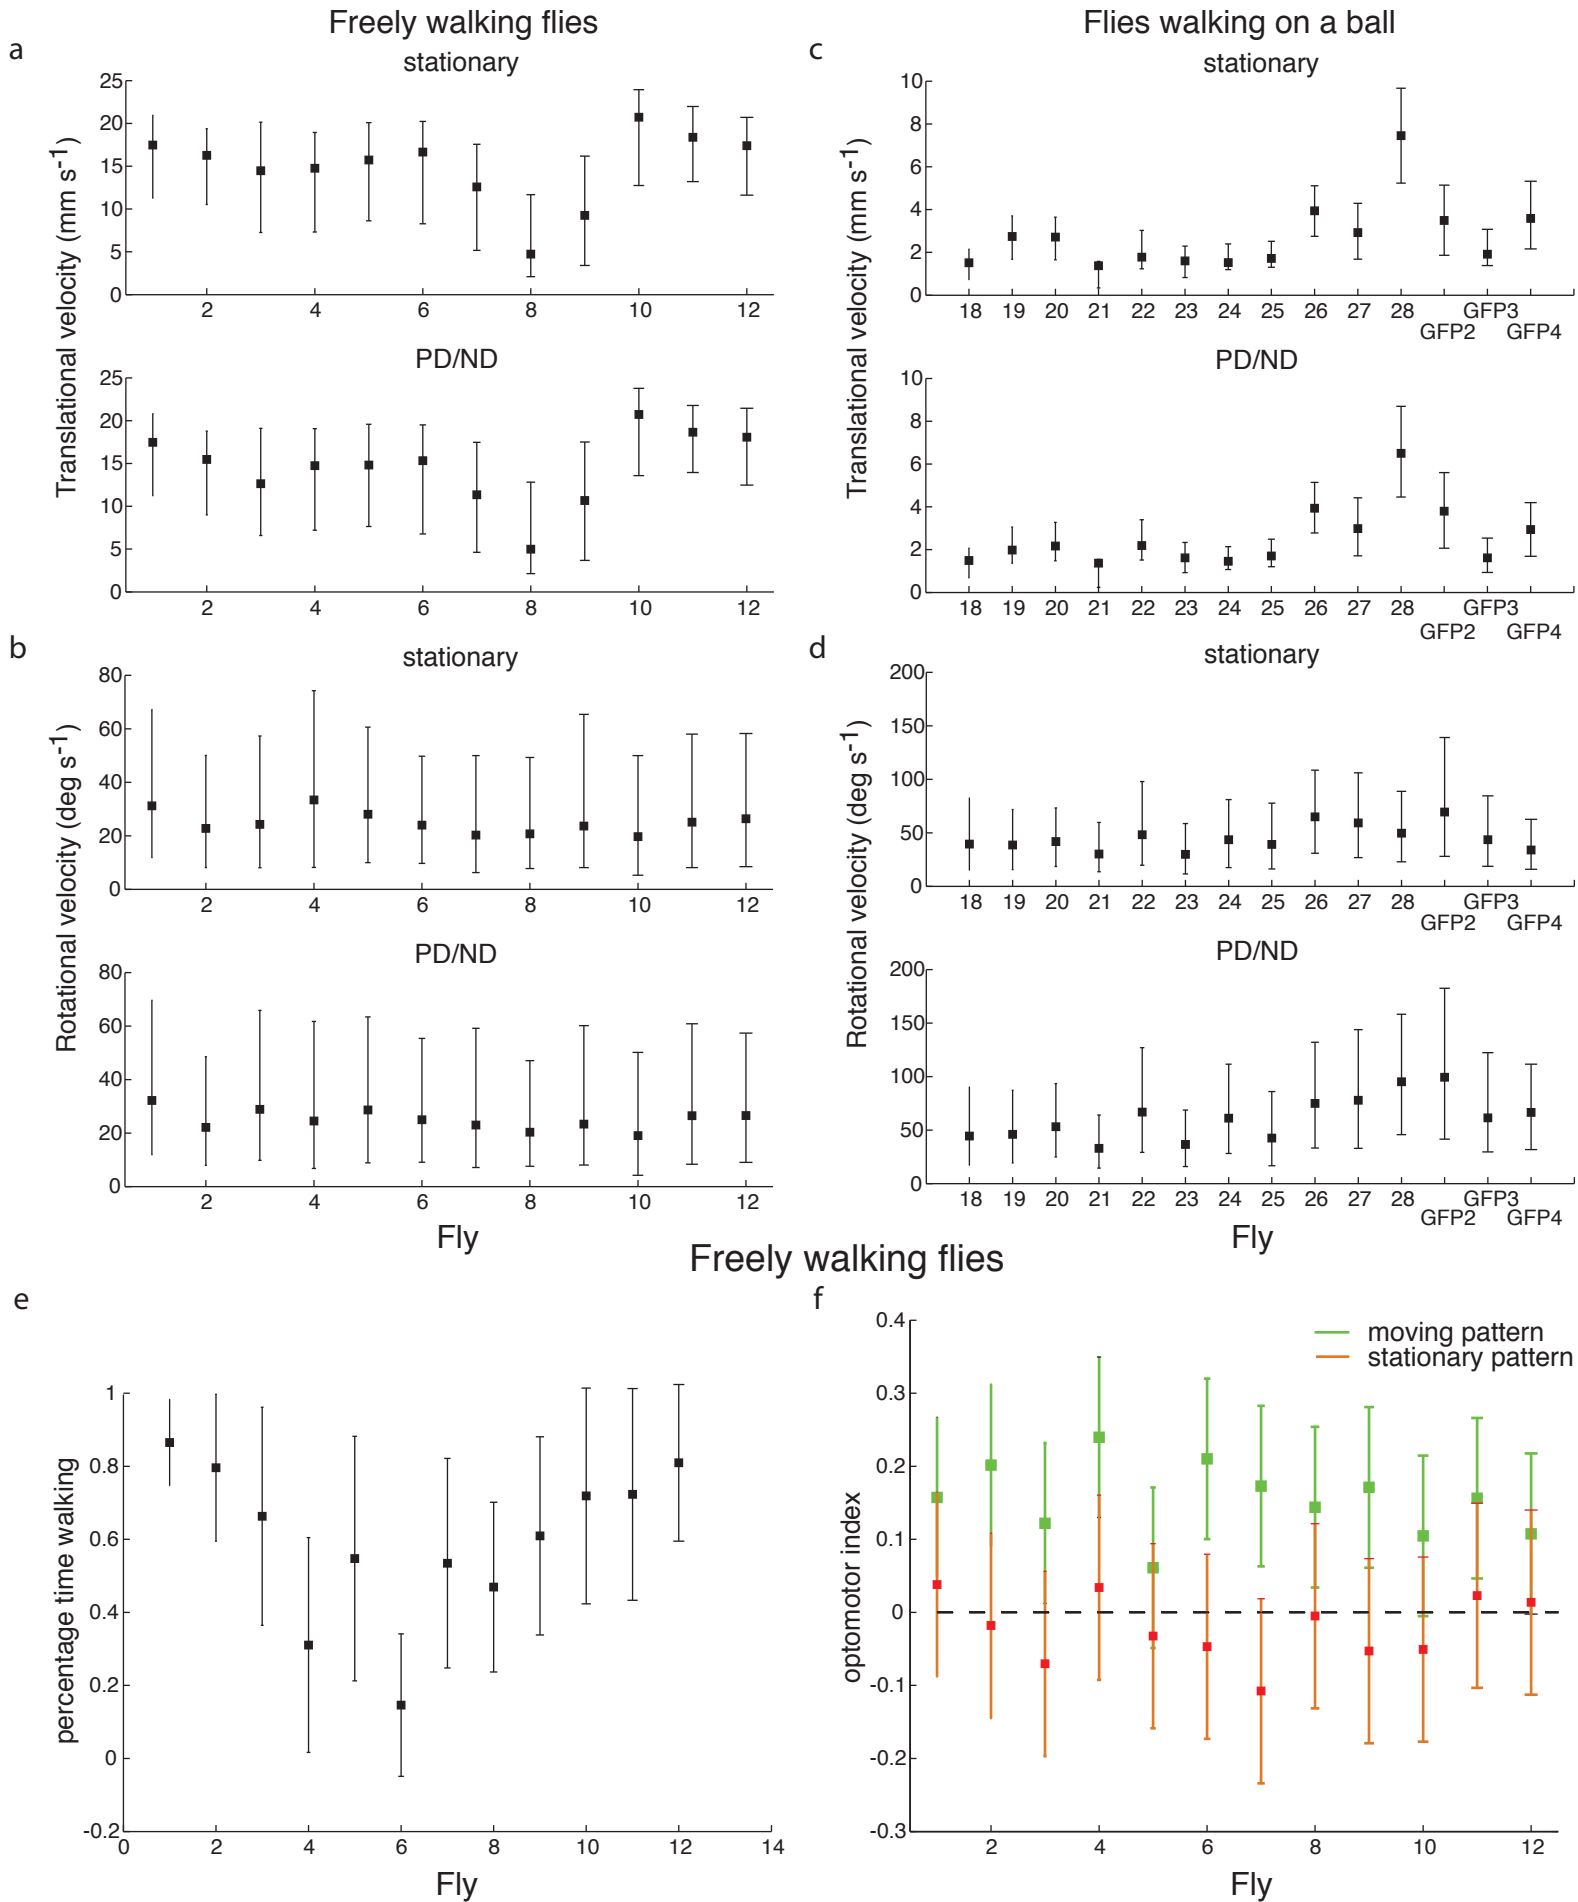 Freely walking flies
Flies walking on a ball
a
stationary
Translational velocity (mm s-1)
25
20
15
10
5
0
2 4 6 8 10 12
PD/ND
25
20
15
10
5
0
2 4 6 8 10 12
c
stationary
Translational velocity (mm s-1)
10
8
6
4
2
0
18 19 20 21 22 23 24 25 26 27 28 GFP3
GFP2 GFP4
PD/ND
10
8
6
4
2
0
18 19 20 21 22 23 24 25 26 27 28 GFP3
GFP2 GFP4
b
stationary
Rotational velocity (deg s-1)
80
60
40
20
0
2 4 6 8 10 12
PD/ND
80
60
40
20
0
2 4 6 8 10 12
Fly
d
stationary
Rotational velocity (deg s-1)
200
150
100
50
0
18 19 20 21 22 23 24 25 26 27 28 GFP3
GFP2 GFP4
PD/ND
200
150
100
50
0
18 19 20 21 22 23 24 25 26 27 28 GFP3
GFP2 GFP4
Fly
Freely walking flies
e
percentage time walking
1
0.8
0.6
0.4
0.2
0
-0.2
0 2 4 6 8 10 12 14
Fly
f
moving pattern
stationary pattern
optomotor index
0.4
0.3
0.2
0.1
0
-0.1
-0.2
-0.3
2 4 6 8 10 12
Fly